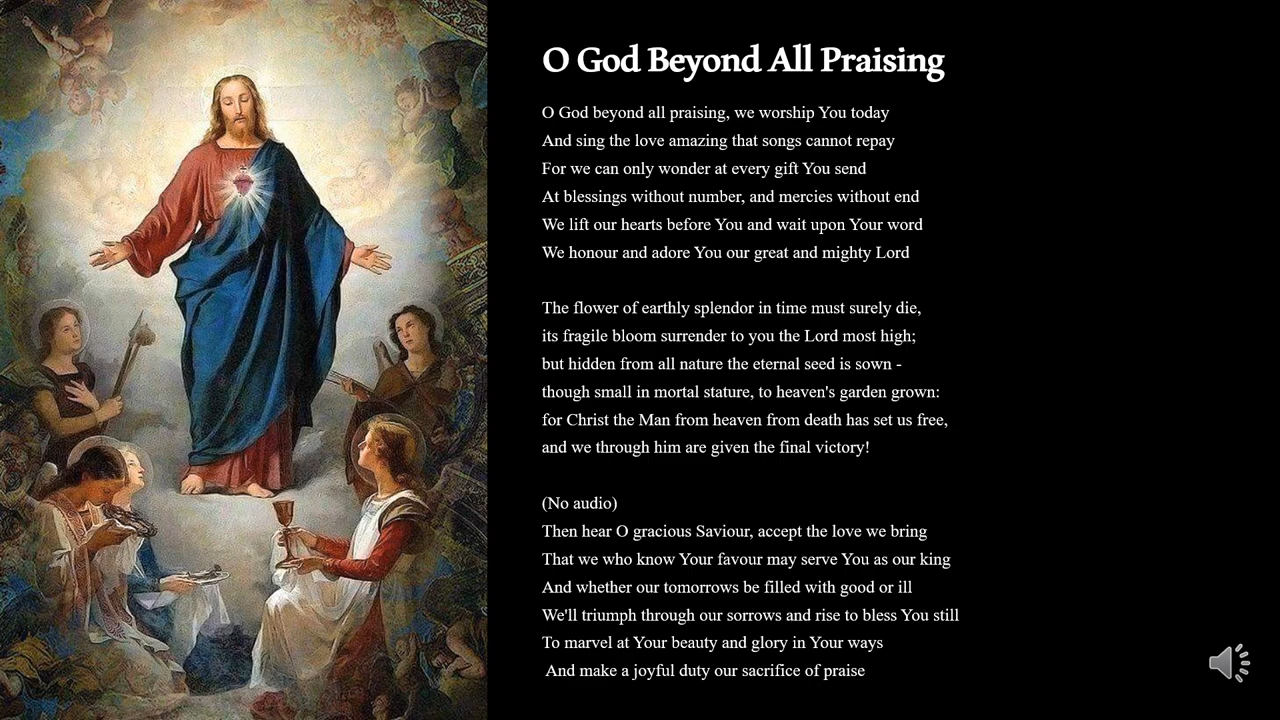 O God Beyond All Praising
O God beyond all praising, we worship You today
And sing the love amazing that songs cannot repay
For we can only wonder at every gift You send
At blessings without number, and mercies without end
We lift our hearts before You and wait upon Your word
We honour and adore You our great and mighty Lord
The flower of earthly splendor in time must surely die,
its fragile bloom surrender to you the Lord most high;
but hidden from all nature the eternal seed is sown -
though small in mortal stature, to heaven's garden grown:
for Christ the Man from heaven from death has set us free,
and we through him are given the final victory!
(No audio)
Then hear O gracious Saviour, accept the love we bring
That we who know Your favour may serve You as our king
And whether our tomorrows be filled with good or ill
We'll triumph through our sorrows and rise to bless You still
To marvel at Your beauty and glory in Your ways
And make a joyful duty our sacrifice of praise